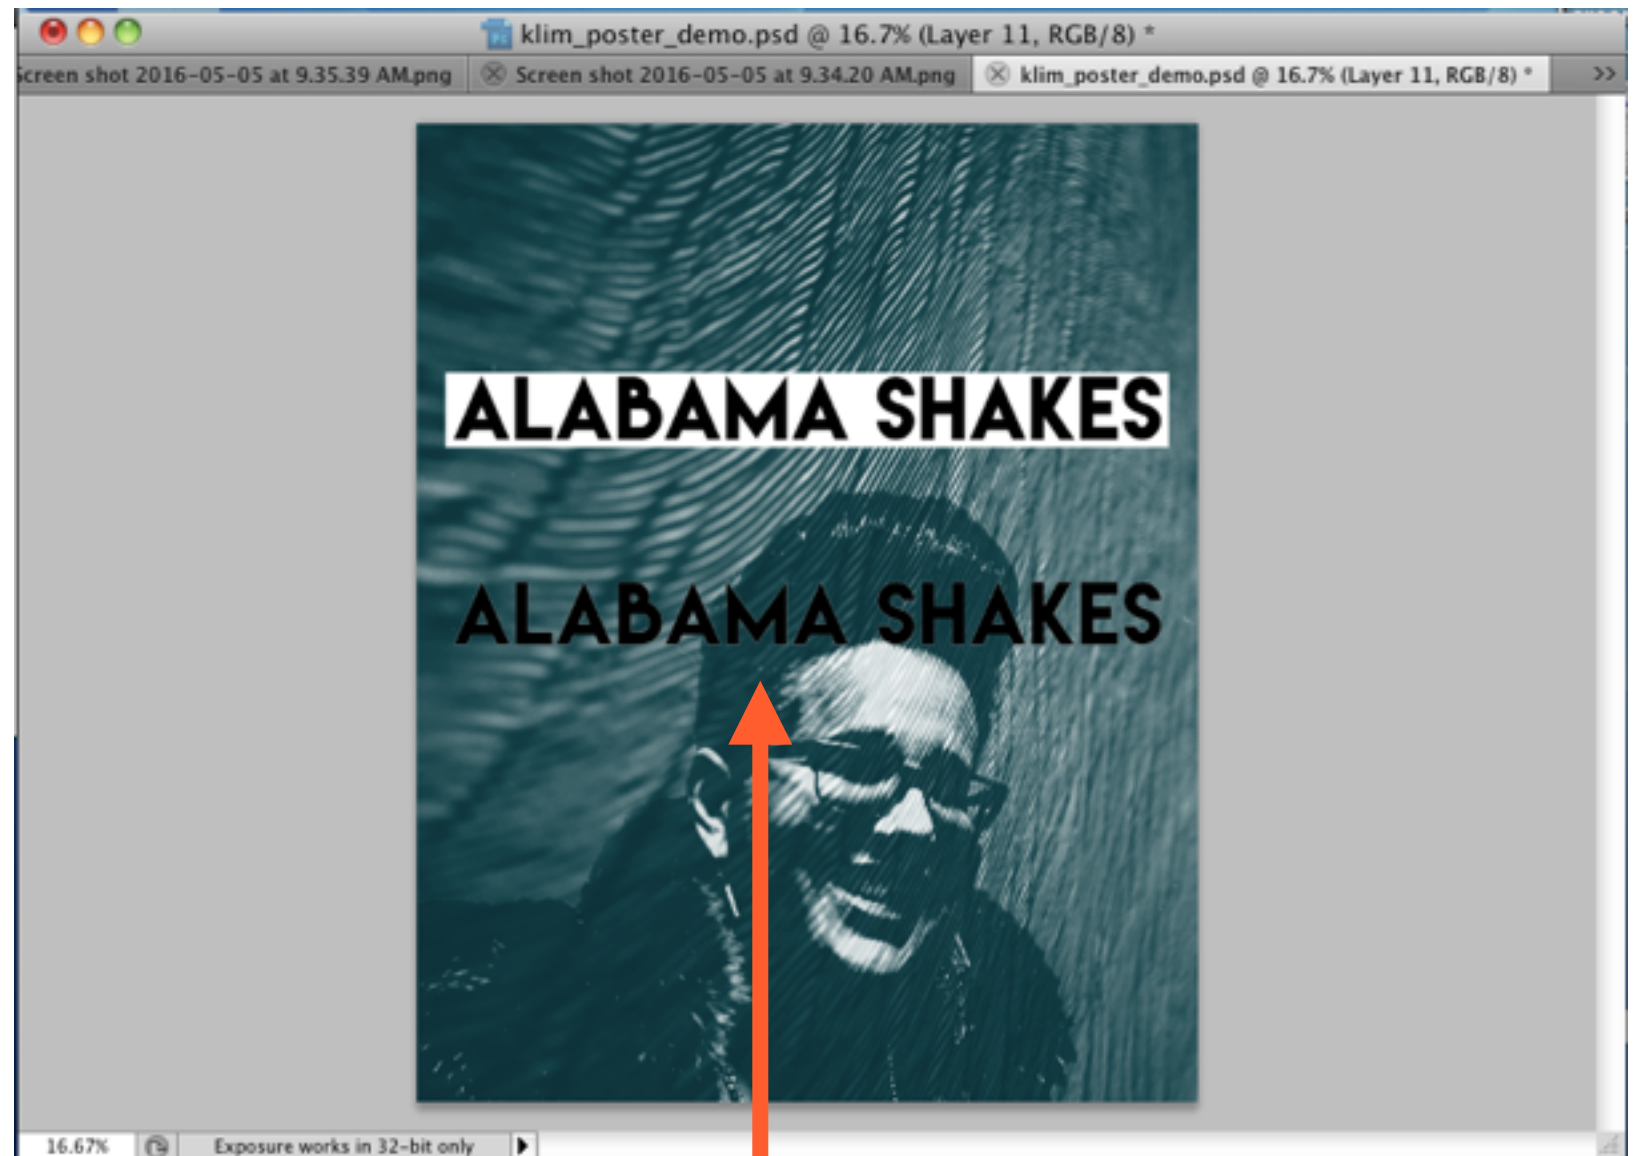 klim_poster_demo.psd @ 16.7% (Layer 11, RGB/8) *
Screen shot 2016-05-05 at 9.35.39 AM.png Screen shot 2016-05-05 at 9.34.20 AM.png klim_poster_demo.psd @ 16.7% (Layer 11, RGB/8) * >>
ALABAMA SHAKES
ALABAMA SHAKES
16.67% Exposure works in 32-bit only